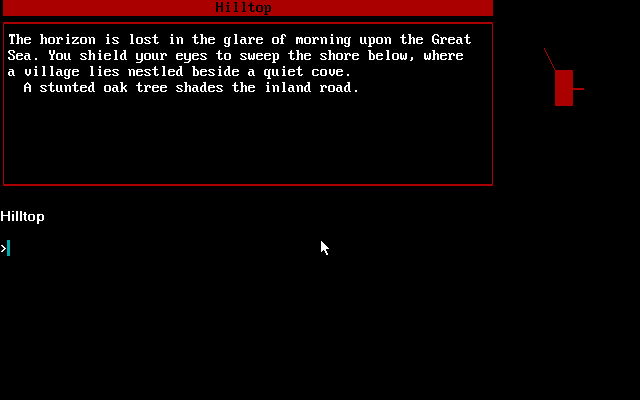 Hilltop
The horizon is lost in the glare of morning upon the Great
Sea. You shield your eyes to sweep the shore below, where
a village lies nestled beside a quiet cove.
A stunted oak tree shades the inland road.
Hilltop
>